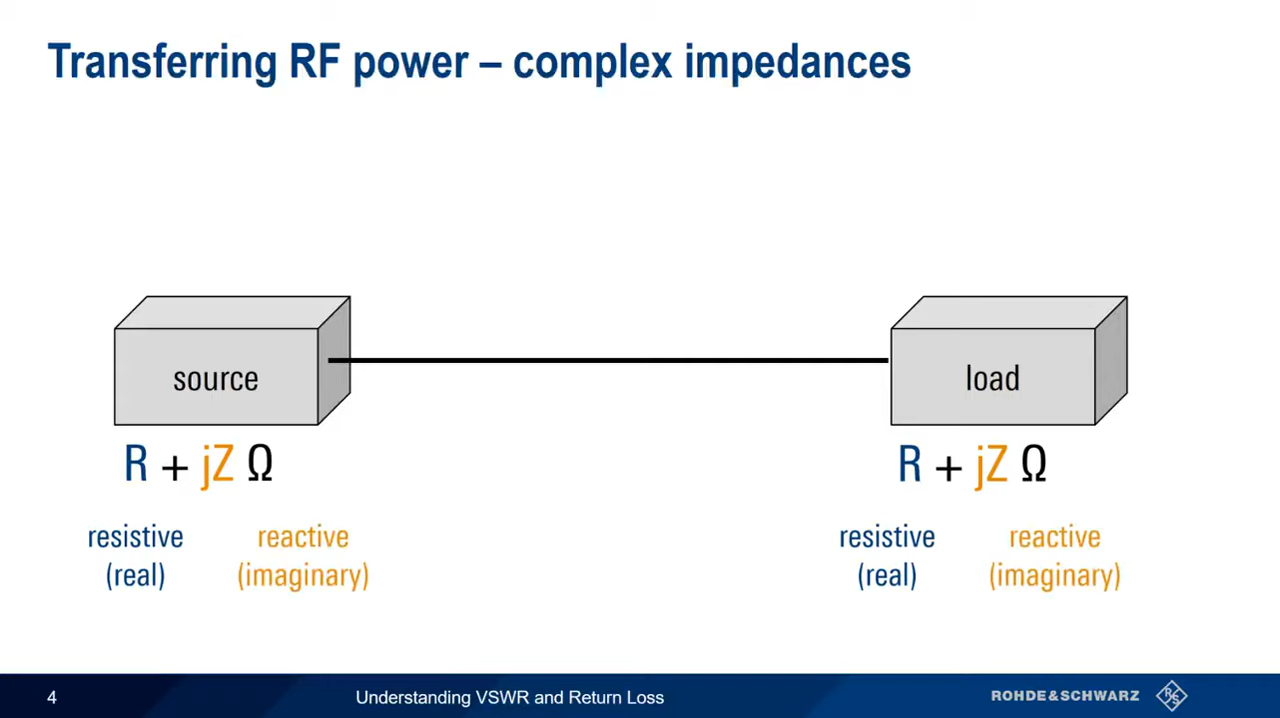 Transferring RF power – complex impedances
source
load
R + jZ Ω
R + jZ Ω
resistive
(real)
reactive
(imaginary)
resistive
(real)
reactive
(imaginary)
4
Understanding VSWR and Return Loss
ROHDE&SCHWARZ
R&S